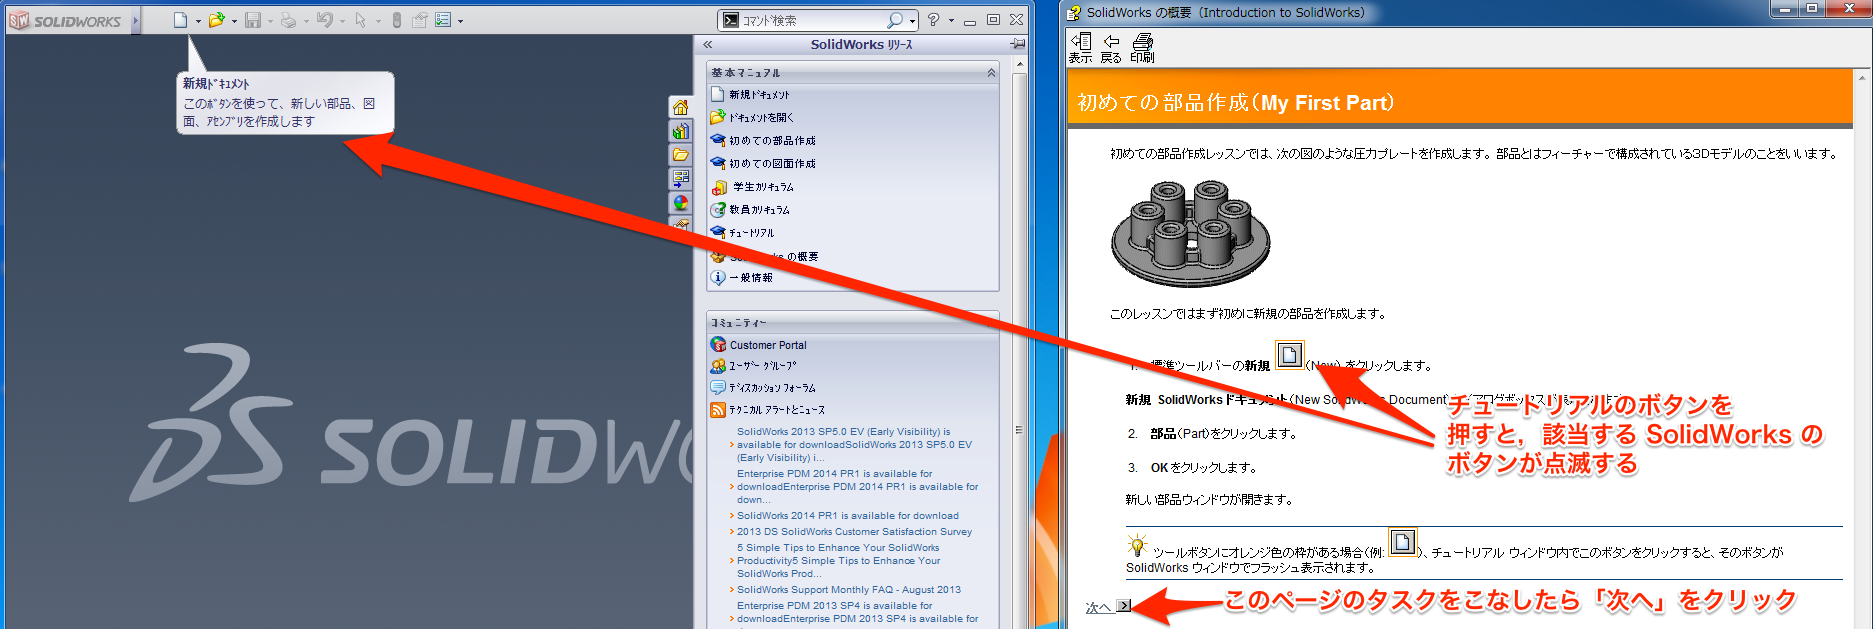 SOLIDWORKS
コマンド検索
新規ドキュメント
このボタンを使って、新しい部品、図
面、アセンブリを作成します
SOLIDW
SolidWorks リリース
基本マニュアル
新規ドキュメント
ドキュメントを開く
初めての部品作成
初めての図面作成
学生カリキュラム
教員カリキュラム
チュートリアル
の概要
一般情報
コミュニティー
Customer Portal
ユーザー グループ
ディスカッション フォーラム
テクニカル アラートとニュース
SolidWorks 2013 SP5.0 EV (Early Visibility) is
available for downloadSolidWorks 2013 SP5.0 EV
(Early Visibility) i...
Enterprise PDM 2014 PR1 is available for
downloadEnterprise PDM 2014 PR1 is available for
down...
SolidWorks 2014 PR1 is available for download
2013 DS SolidWorks Customer Satisfaction Survey
5 Simple Tips to Enhance Your SolidWorks
Productivity5 Simple Tips to Enhance Your
SolidWorks Prod...
SolidWorks Support Monthly FAQ - August 2013
Enterprise PDM 2013 SP4 is available for
downloadEnterprise PDM 2013 SP4 is available for
SolidWorks の概要 (Introduction to SolidWorks)
表示 戻る 印刷
初めての部品作成(My First Part)
初めての部品作成レッスンでは、次の図のような圧力プレートを作成します。部品とはフィーチャーで構成されている3Dモデルのことをいいます。
このレッスンではまず初めに新規の部品を作成します。
1. 標準ツールバーの新規 (New) をクリックします。
新規 SolidWorksドキュメント(New SolidWorks Document)
2. 部品(Part)をクリックします。
3. OK をクリックします。
新しい部品ウィンドウが開きます。
チュートリアルのボタンを
押すと，該当する SolidWorks の
ボタンが点滅する
ツールボタンにオレンジ色の枠がある場合(例: )、チュートリアル ウィンドウ内でこのボタンをクリックすると、そのボタンが
SolidWorks ウィンドウでフラッシュ表示されます。
次へ
このページのタスクをこなしたら「次へ」をクリック